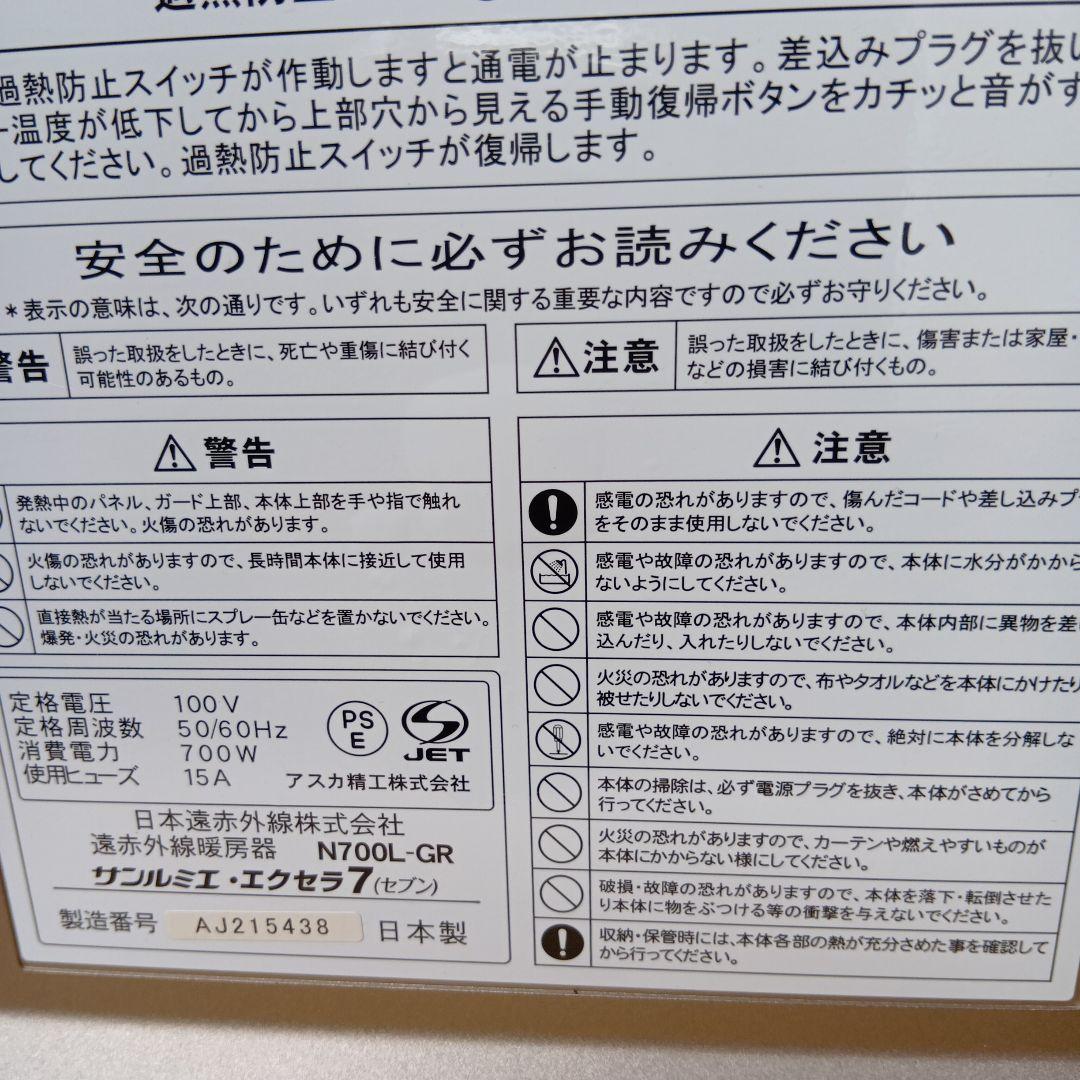 過熱防止スイッチが作動しますと通電が止まります。差込みプラグを抜い
温度が低下してから上部穴から見える手動復帰ボタンをカチッと音がす
してください。過熱防止スイッチが復帰します。
安全のために必ずお読みください
*表示の意味は、次の通りです。いずれも安全に関する重要な内容ですので必ずお守りください。
警告
誤った取扱をしたときに、死亡や重傷に結び付く
可能性のあるもの。
注意
誤った取扱をしたときに、傷害または家屋・
などの損害に結び付くもの。
警告
発熱中のパネル、ガード上部、本体上部を手や指で触れ
ないでください。火傷の恐れがあります。
火傷の恐れがありますので、長時間本体に接近して使用
しないでください。
直接熱が当たる場所にスプレー缶などを置かないでください。
爆発・火災の恐れがあります。
定格電圧 100V
定格周波数 50/60Hz
消費電力 700W
使用ヒューズ 15A
PS
E
JET
アスカ精工株式会社
日本遠赤外線株式会社
遠赤外線暖房器 N700L-GR
サンルミエ・エクセラ7(セブン)
製造番号 AJ215438 日本製
注意
感電の恐れがありますので、傷んだコードや差し込みプ
をそのまま使用しないでください。
感電や故障の恐れがありますので、本体に水分がかから
ないようにしてください。
感電や故障の恐れがありますので、本体内部に異物を差し
込んだり、入れたりしないでください。
火災の恐れがありますので、布やタオルなどを本体にかけたり
被せたりしないでください。
感電や故障の恐れがありますので、絶対に本体を分解しな
いでください。
本体の掃除は、必ず電源プラグを抜き、本体がさめてから
行ってください。
火災の恐れがありますので、カーテンや燃えやすいものが
本体にかからない様にしてください。
破損・故障の恐れがありますので、本体を落下・転倒させた
り本体に物をぶつける等の衝撃を与えないでください。
収納・保管時には、本体各部の熱が充分さめた事を確認して
から行ってください。